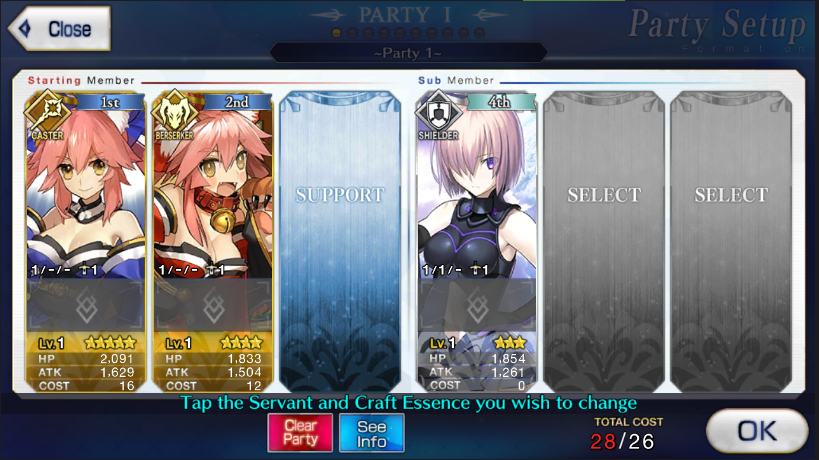 Close
PARTY I
Party Setup
Formation
~Party 1~
Starting Member
Sub Member
1st
2nd
4th
CASTER
BERSERKER
SHIELDER
SUPPORT
SELECT
SELECT
1/-/- 1
1/-/- 1
1/1/- 1
Lv.1
Lv.1
Lv.1
HP 2,091
HP 1,833
HP 1,854
ATK 1,629
ATK 1,504
ATK 1,261
COST 16
COST 12
COST 0
Tap the Servant and Craft Essence you wish to change
Clear
Party
See
Info
TOTAL COST
28/26
OK